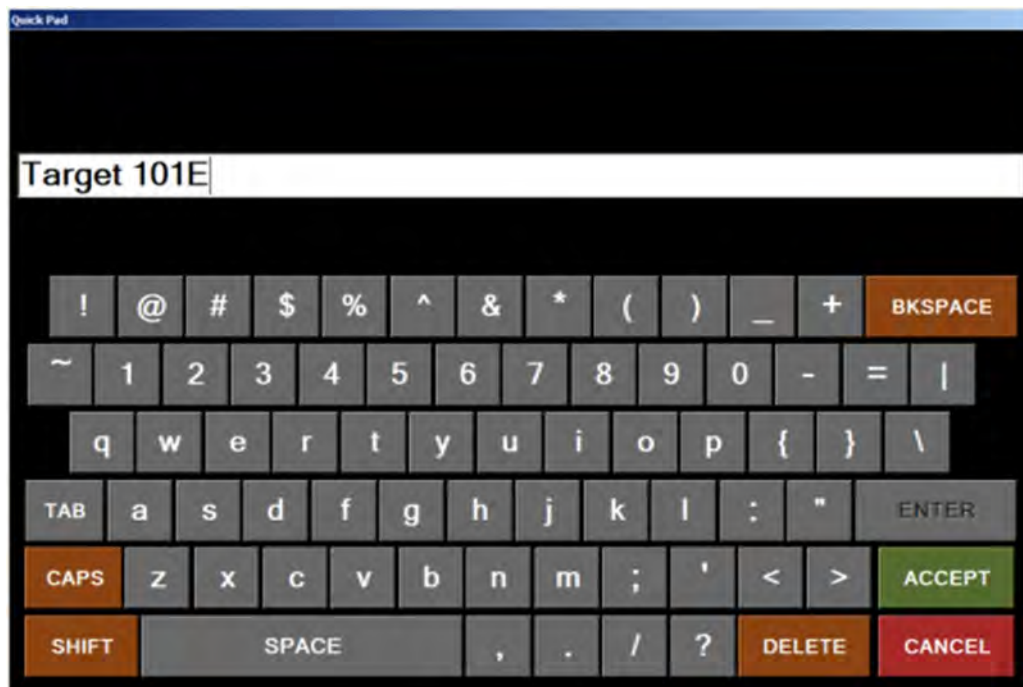 Quick Pad
Target 101E
! @ # $ % ^ & * ( ) _ + BKSPACE
~ 1 2 3 4 5 6 7 8 9 0 - = |
q w e r t y u i o p { } \
TAB a s d f g h j k l : " ENTER
CAPS z x c v b n m ; ' < > ACCEPT
SHIFT SPACE , . / ? DELETE CANCEL